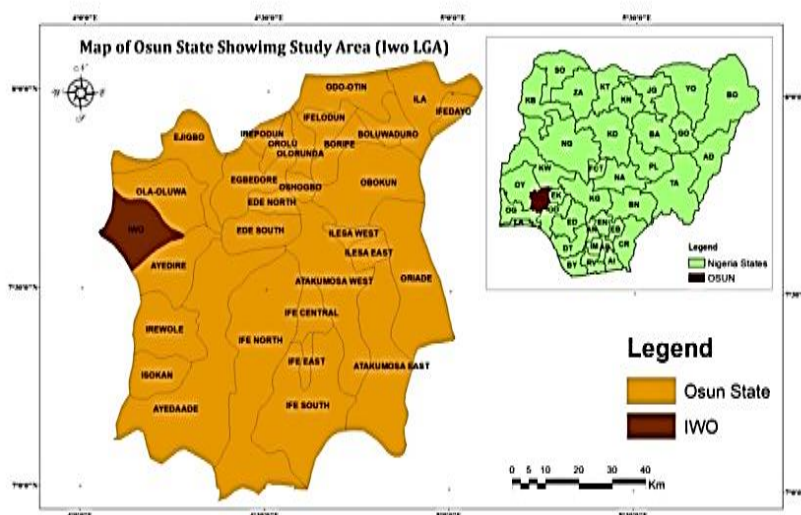 Map of Osun State Showimg Study Area (Iwo LGA)
N
ODO-OTIN
ILA
IFEDAYO
IFELODUN
EJIGBO
IREPODUN
OROLU
BOLUWADURO
OLORUNDA
BORIPE
EGBEDORE
OSHOGBO
OBOKUN
OLA-OLUWA
EDE NORTH
IWO
EDE SOUTH
ILESA WEST
ILESA EAST
AYEDIRE
ATAKUMOSA WEST
ORIADE
IFE CENTRAL
IREWOLE
IFE NORTH
IFE EAST
ATAKUMOSA EAST
ISOKAN
AYEDAADE
IFE SOUTH
SO
KT
JG
YO
BO
ZA
KN
KB
KD
BA
GO
NG
AD
PL
FCT
KW
NA
TA
OY
EK
KG
BN
OG
LA
ED
EN
EB
AN
DT
IM
CR
BY
RV
AI
Legend
Nigeria States
OSUN
Legend
Osun State
IWO
0 5 10 20 30 40
Km
7°0'0"N